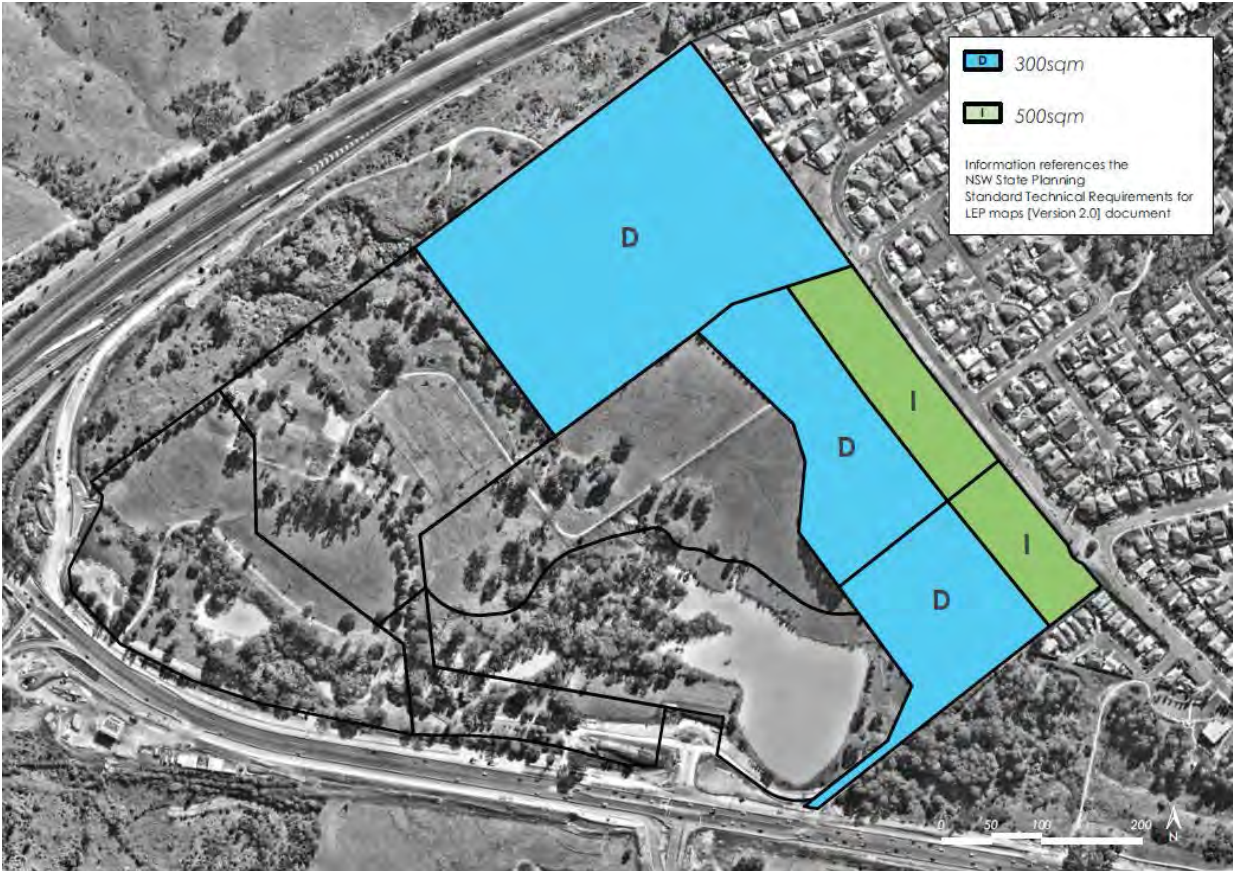 D 300sqm
I 500sqm
Information references the
NSW State Planning
Standard Technical Requirements for
LEP maps [Version 2.0] document
D
I
D
I
D
0 50 100 200
N